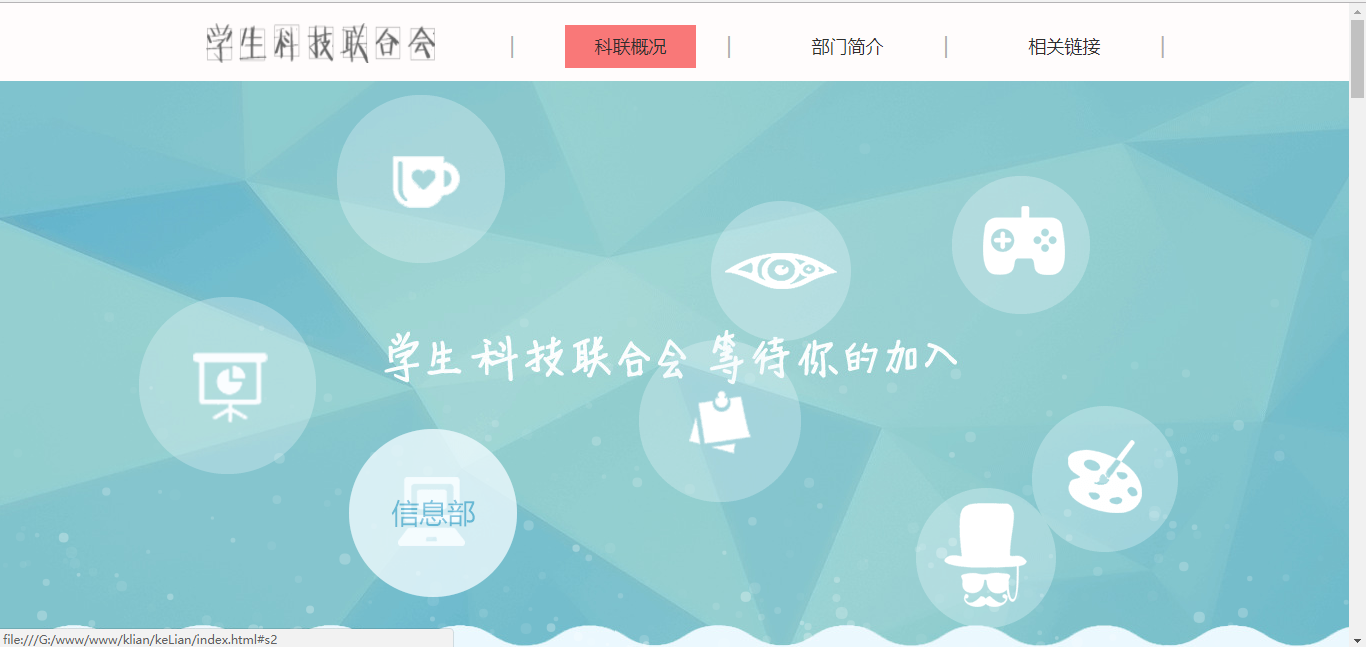 学生科技联合会
科联概况
部门简介
相关链接
学生科技联合会 等待你的加入
信息部
file:///G:/www/www/klian/keLian/index.html#s2